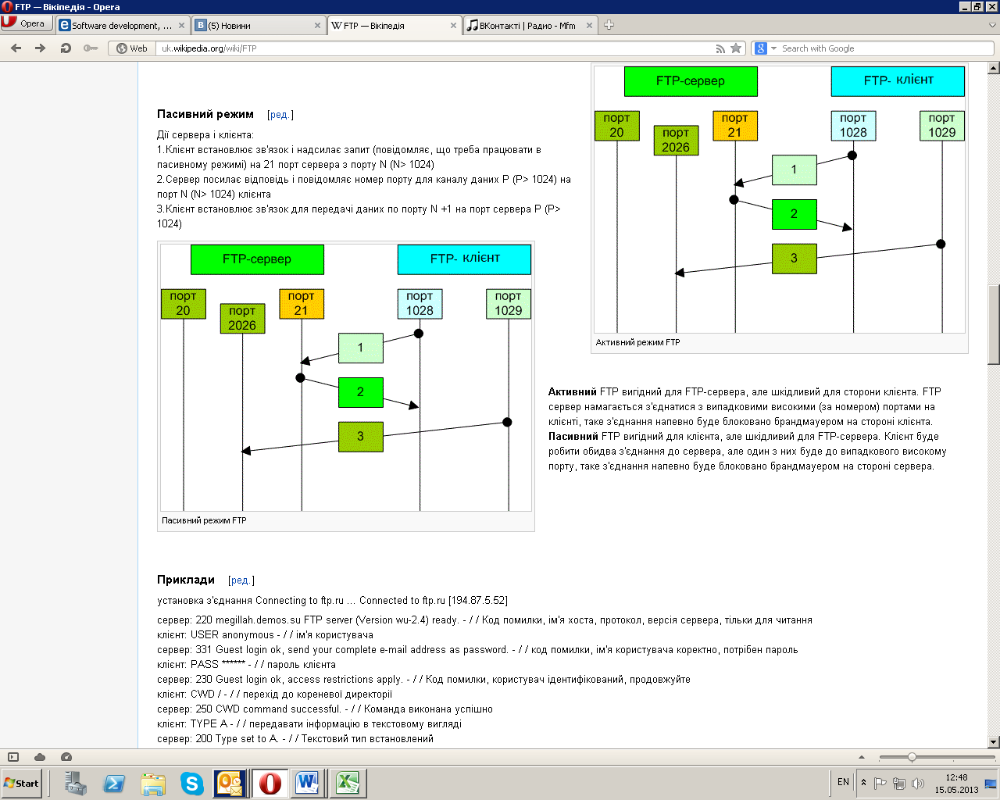 FTP — Вікіпедія - Opera
Opera
Software development, ...
(5) Новини
W FTP — Вікіпедія
ВКонтакті | Радио - Mfm
Web
uk.wikipedia.org/wiki/FTP
Search with Google
FTP-сервер
FTP- клієнт
порт 20
порт 2026
порт 21
порт 1028
порт 1029
1
2
3
Активний режим FTP
Пасивний режим [ред.]
Дії сервера і клієнта:
1.Клієнт встановлює зв'язок і надсилає запит (повідомляє, що треба працювати в
пасивному режимі) на 21 порт сервера з порту N (N> 1024)
2.Сервер посилає відповідь і повідомляє номер порту для каналу даних P (P> 1024) на
порт N (N> 1024) клієнта
3.Клієнт встановлює зв'язок для передачі даних по порту N +1 на порт сервера P (P>
1024)
FTP-сервер
FTP- клієнт
порт 20
порт 2026
порт 21
порт 1028
порт 1029
1
2
3
Пасивний режим FTP
Активний FTP вигідний для FTP-сервера, але шкідливий для сторони клієнта. FTP
сервер намагається з'єднатися з випадковими високими (за номером) портами на
клієнті, таке з'єднання напевно буде блоковано брандмауером на стороні клієнта.
Пасивний FTP вигідний для клієнта, але шкідливий для FTP-сервера. Клієнт буде
робити обидва з'єднання до сервера, але один з них буде до випадкового високому
порту, таке з'єднання напевно буде блоковано брандмауером на стороні сервера.
Приклади [ред.]
установка з'єднання Connecting to ftp.ru ... Connected to ftp.ru [194.87.5.52]
сервер: 220 megillah.demos.su FTP server (Version wu-2.4) ready. - / / Код помилки, ім'я хоста, протокол, версія сервера, тільки для читання
клієнт: USER anonymous - / / ім'я користувача
сервер: 331 Guest login ok, send your complete e-mail address as password. - / / код помилки, ім'я користувача коректно, потрібен пароль
клієнт: PASS ****** - / / пароль клієнта
сервер: 230 Guest login ok, access restrictions apply. - / / Код помилки, користувач ідентифікований, продовжуйте
клієнт: CWD / - / / перехід до кореневої директорії
сервер: 250 CWD command successful. - / / Команда виконана успішно
клієнт: TYPE A - / / передавати інформацію в текстовому вигляді
сервер: 200 Type set to A. - / / Текстовий тип встановлений
Start
EN
12:48
15.05.2013